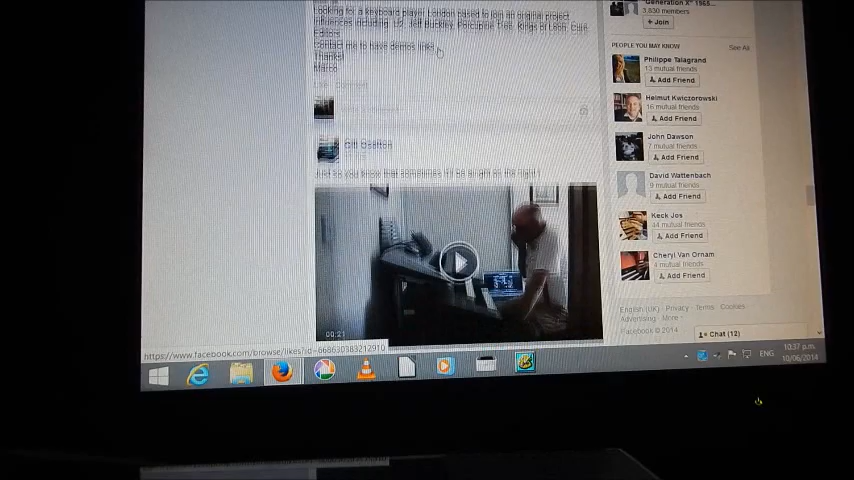 Looking for a keyboard player London based to join an original project
Influences including: U2, Jeff Buckley, Porcupine Tree, Kings of Leon, Cure,
Editors
Contact me to have demos links
Thanks!
Marco
Just so you know that sometimes it'll be alright on the night!
00:21
https://www.facebook.com/browse/likes?id=668630389212910
"Generation X" 1965...
3,830 members
+ Join
PEOPLE YOU MAY KNOW
See All
Philippe Talagrand
13 mutual friends
Add Friend
Helmut Kwiczorowski
16 mutual friends
Add Friend
John Dawson
7 mutual friends
Add Friend
David Wattenbach
9 mutual friends
Add Friend
Keck Jos
44 mutual friends
Add Friend
Cheryl Van Ornam
4 mutual friends
Add Friend
English (UK) · Privacy · Terms · Cookies ·
Advertising · More
Facebook © 2014
Chat (12)
ENG
10:37 p.m.
10/06/2014